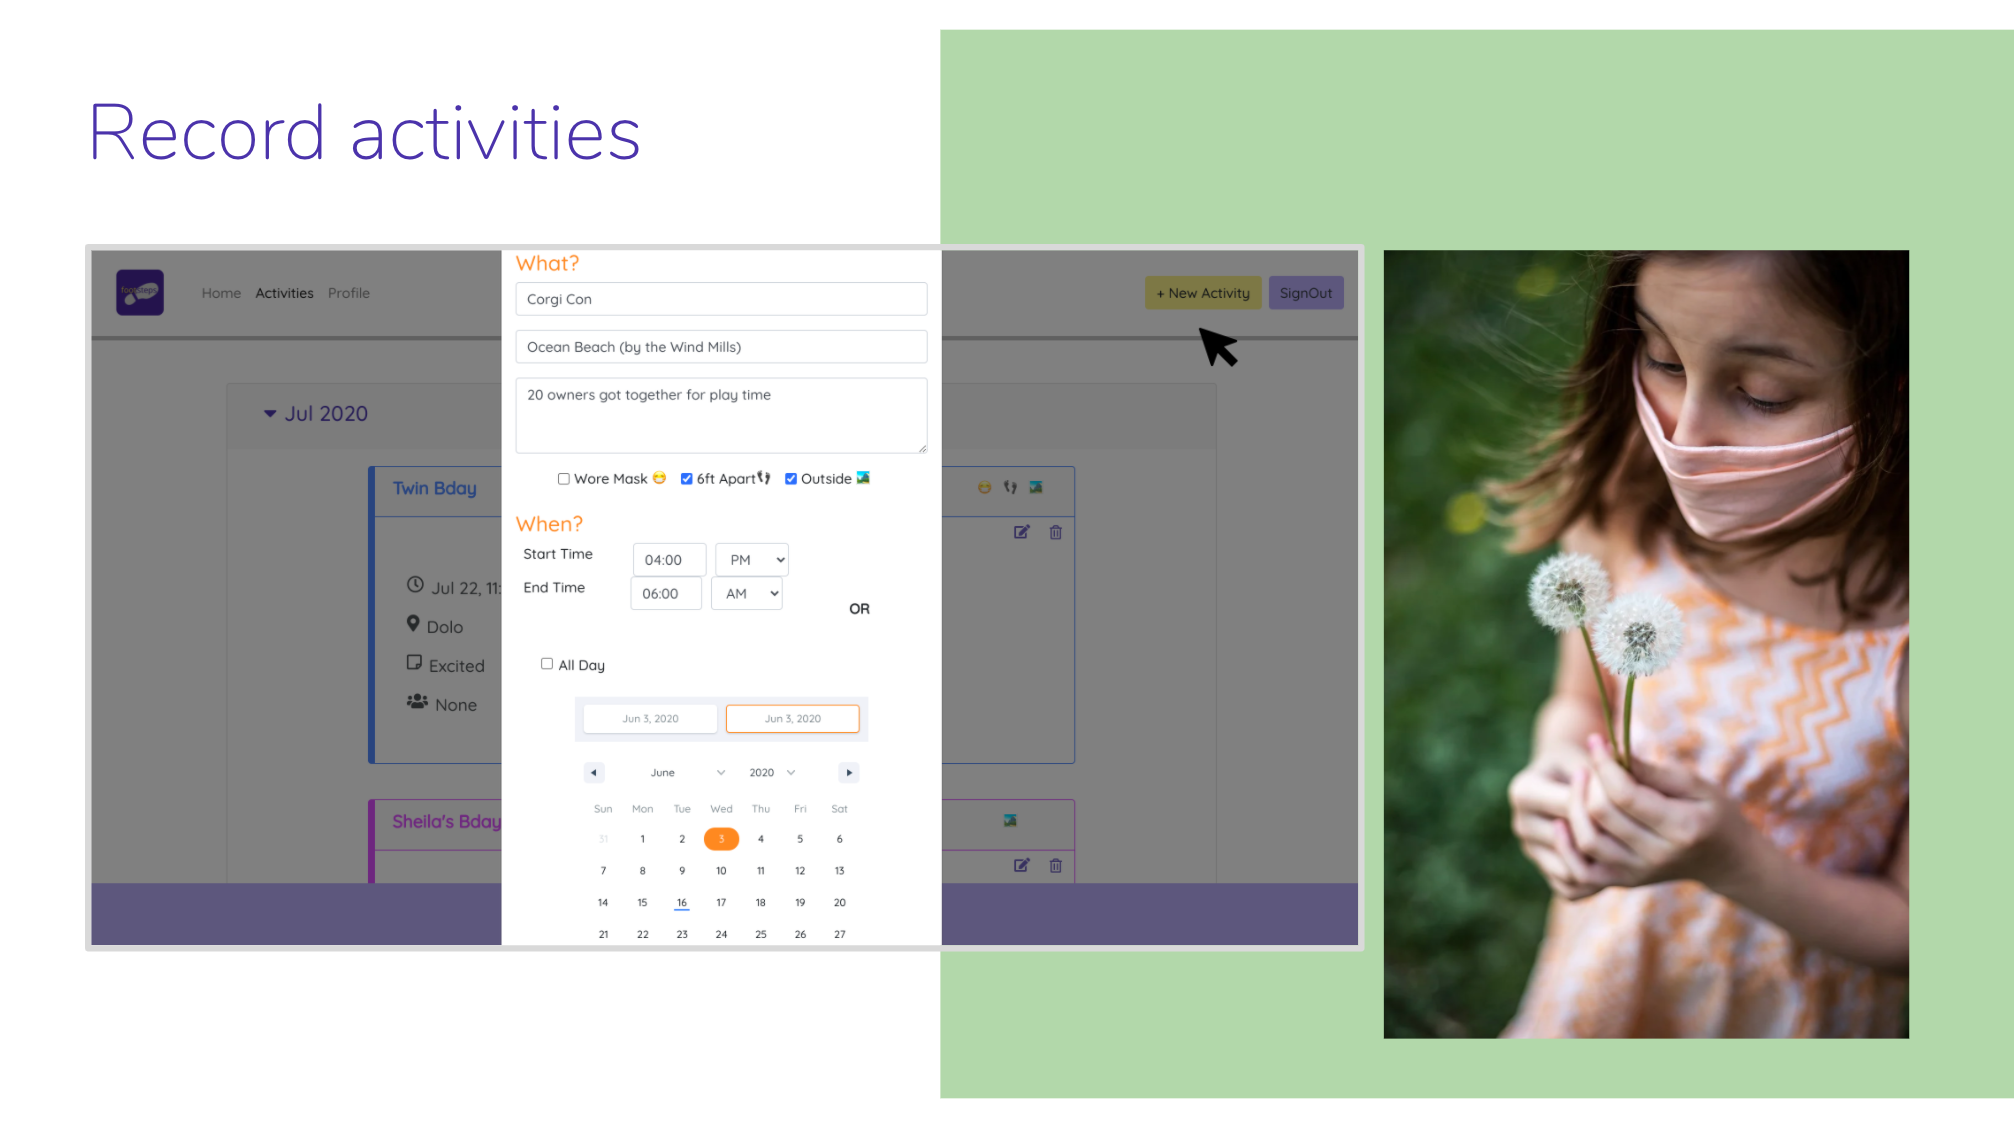 Record activities
footsteps
Home Activities Profile
+ New Activity SignOut
Jul 2020
Twin Bday
Jul 22, 11:
Dolo
Excited
None
Sheila's Bday
What?
Corgi Con
Ocean Beach (by the Wind Mills)
20 owners got together for play time
Wore Mask 6ft Apart Outside
When?
Start Time 04:00 PM
End Time 06:00 AM
OR
All Day
Jun 3, 2020 Jun 3, 2020
June 2020
Sun Mon Tue Wed Thu Fri Sat
31 1 2 3 4 5 6
7 8 9 10 11 12 13
14 15 16 17 18 19 20
21 22 23 24 25 26 27